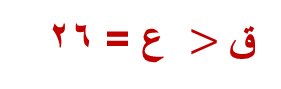 ق < ع = ٢٦